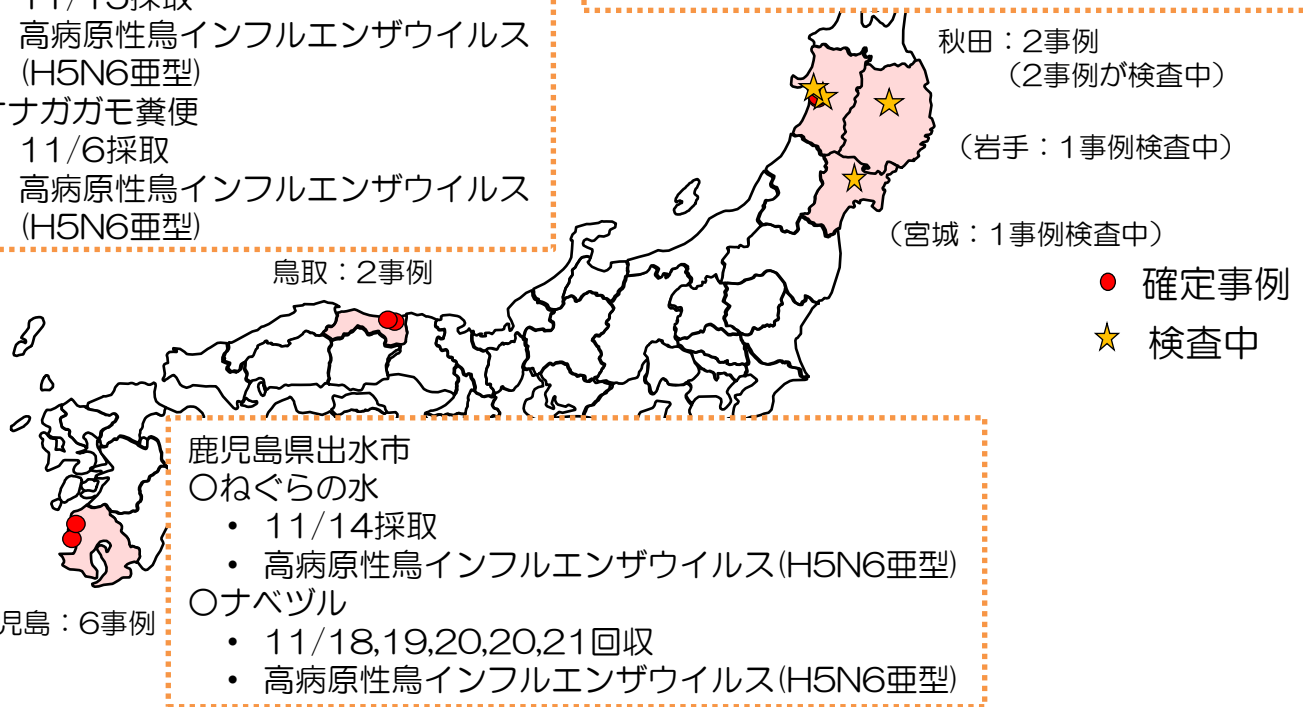 11/15採取
高病原性鳥インフルエンザウイルス
(H5N6亜型)
オナガガモ糞便
11/6採取
高病原性鳥インフルエンザウイルス
(H5N6亜型)
秋田：2事例
（2事例が検査中）
（岩手：1事例検査中）
（宮城：1事例検査中）
鳥取：2事例
確定事例
検査中
鹿児島県出水市
〇ねぐらの水
• 11/14採取
• 高病原性鳥インフルエンザウイルス(H5N6亜型)
〇ナベヅル
• 11/18,19,20,20,21回収
• 高病原性鳥インフルエンザウイルス(H5N6亜型)
児島：6事例